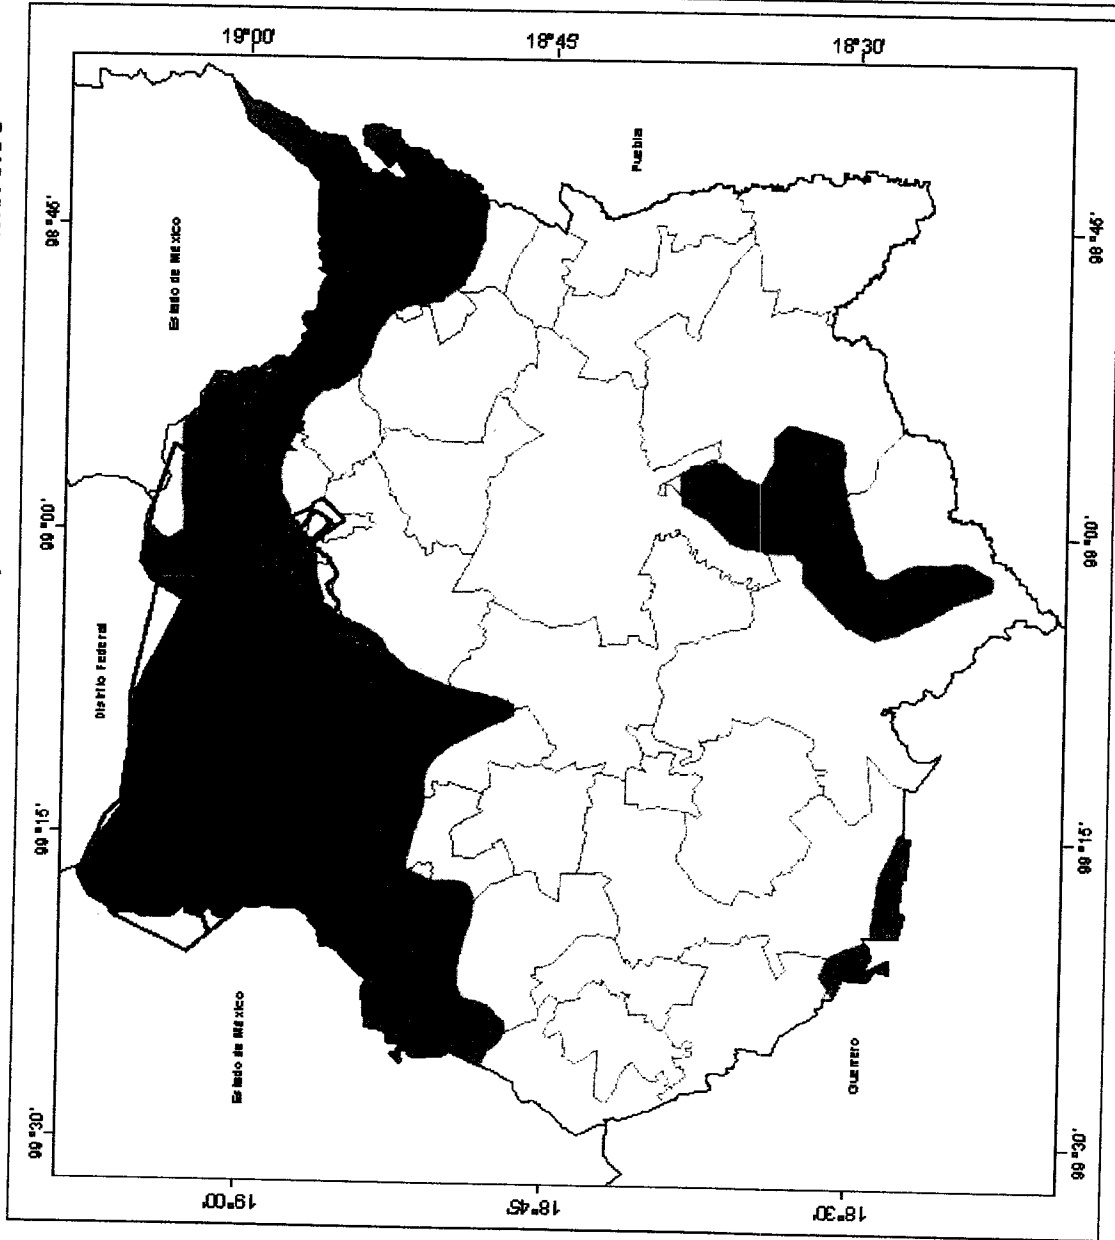 99°30' 99°15' 99°00' 98°45'
Distrito Federal
Estado de México
19°00' 19°00'
Estado de México
18°45' 18°45'
Puebla
18°30' 18°30'
Guerrero
99°30' 99°15' 99°00' 98°45'